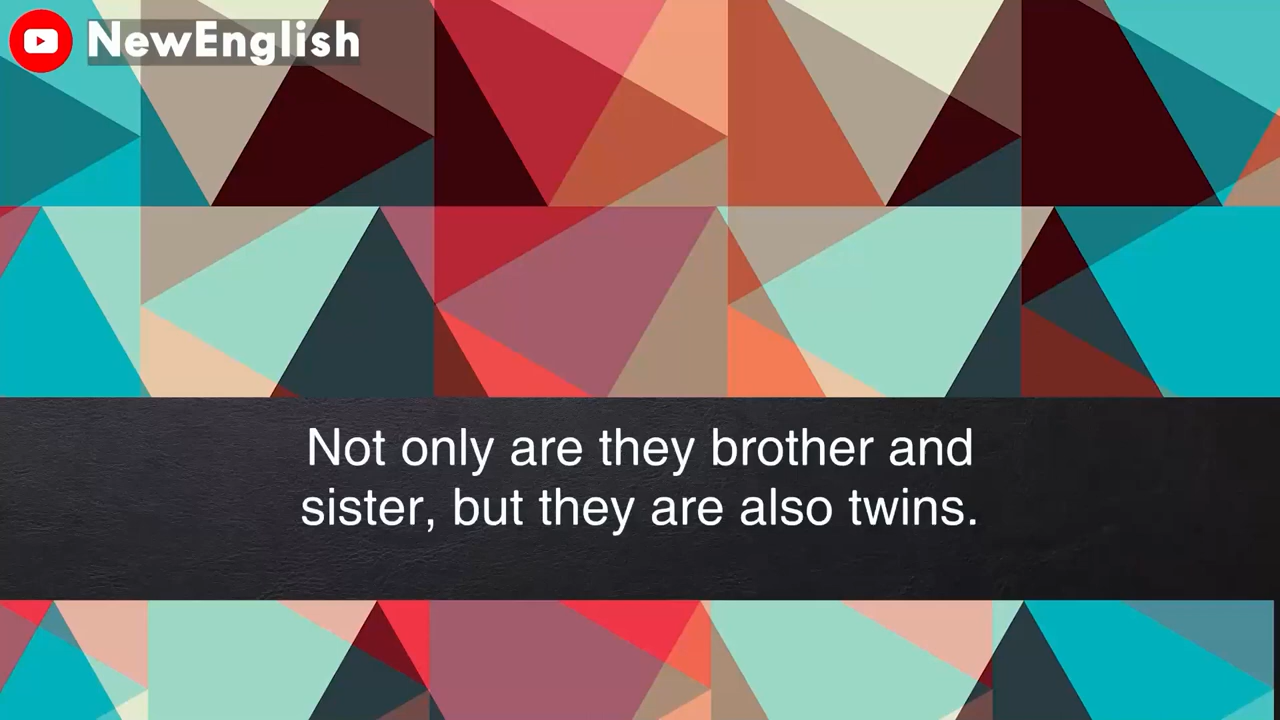 NewEnglish
Not only are they brother and
sister, but they are also twins.